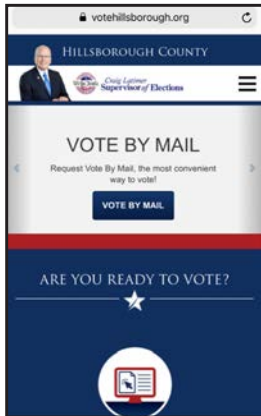 votehillsborough.org
HILLSBOROUGH COUNTY
Craig Latimer
Supervisor of Elections
VOTE BY MAIL
Request Vote By Mail, the most convenient
way to vote!
VOTE BY MAIL
ARE YOU READY TO VOTE?